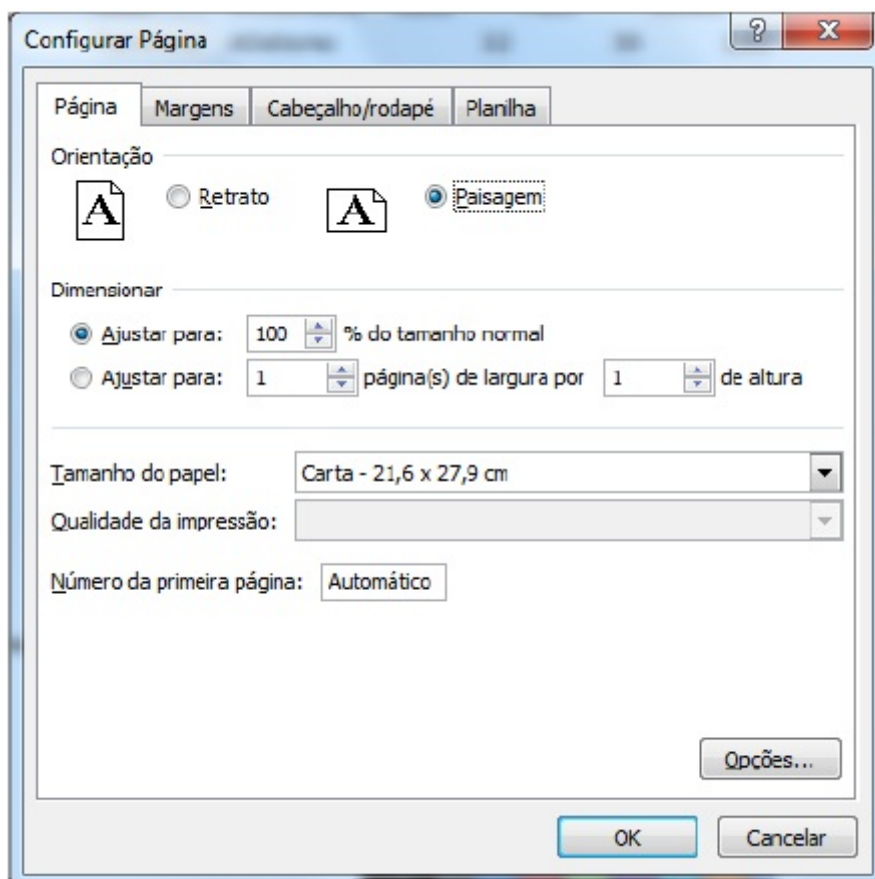 Configurar Página
Página Margens Cabeçalho/rodapé Planilha
Orientação
A Retrato A Paisagem
Dimensionar
Ajustar para: 100 % do tamanho normal
Ajustar para: 1 página(s) de largura por 1 de altura
Tamanho do papel: Carta - 21,6 x 27,9 cm
Qualidade da impressão:
Número da primeira página: Automático
Opções...
OK Cancelar